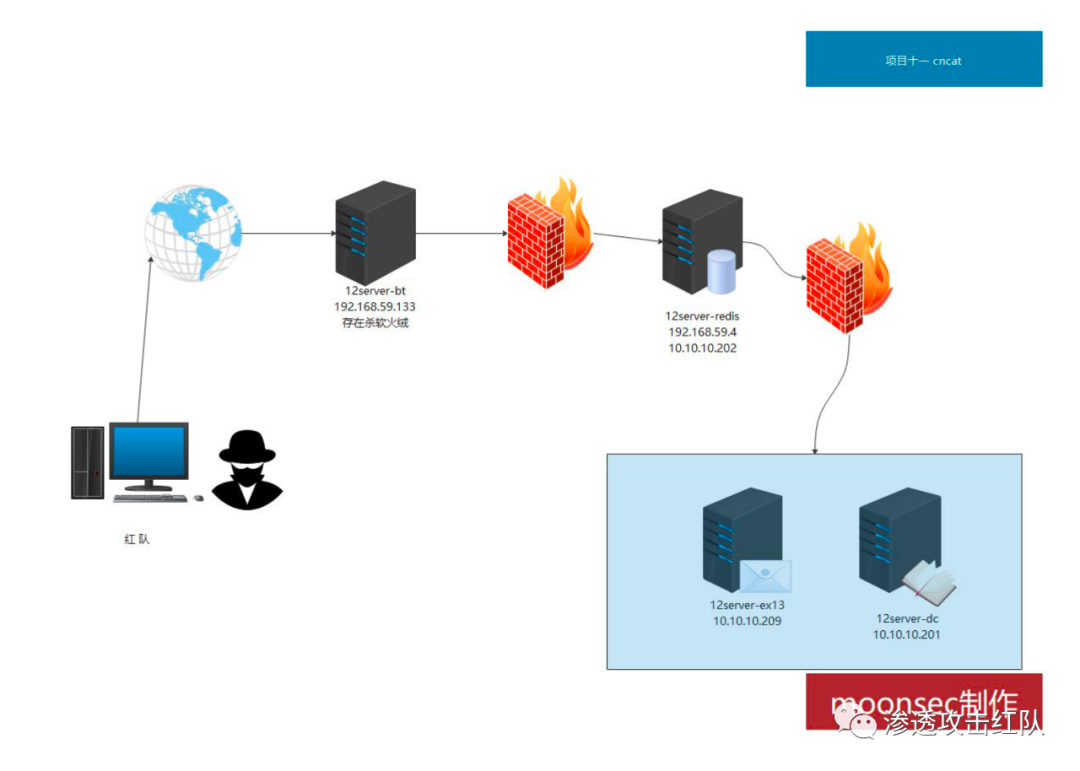 项目十一 cncat
12server-bt
192.168.59.133
存在杀软火绒
12server-redis
192.168.59.4
10.10.10.202
红 队
12server-ex13
10.10.10.209
12server-dc
10.10.10.201
moonsec制作
渗透攻击红队